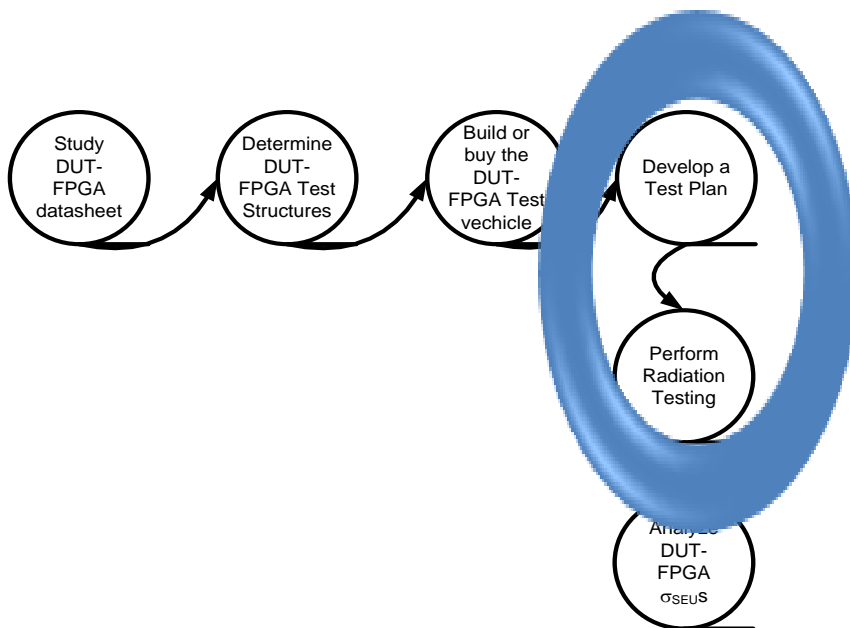 Study
DUT-
FPGA
datasheet
Determine
DUT-
FPGA Test
Structures
Build or
buy the
DUT-
FPGA Test
vechicle
Develop a
Test Plan
Perform
Radiation
Testing
Analyze
DUT-
FPGA
σSEUs